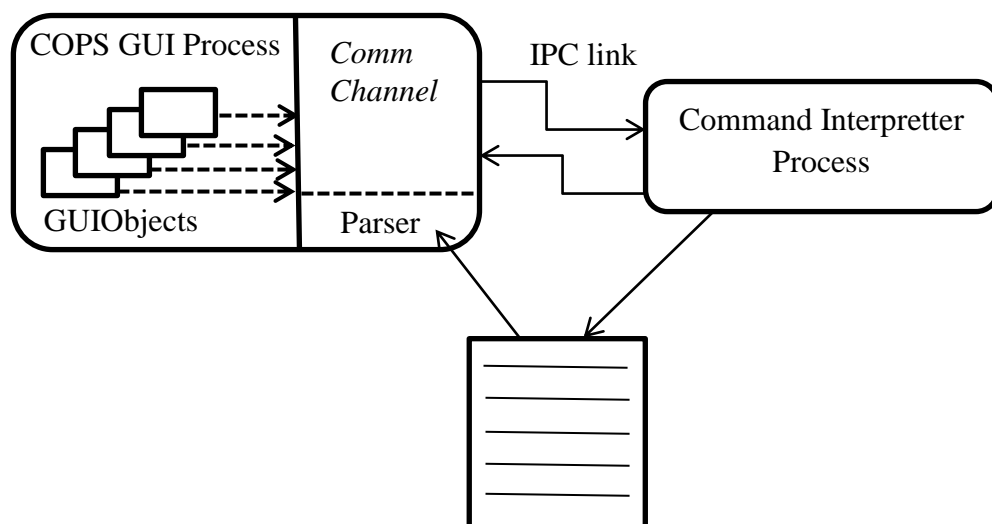 COPS GUI Process
GUIObjects
Comm
Channel
Parser
IPC link
Command Interpretter
Process